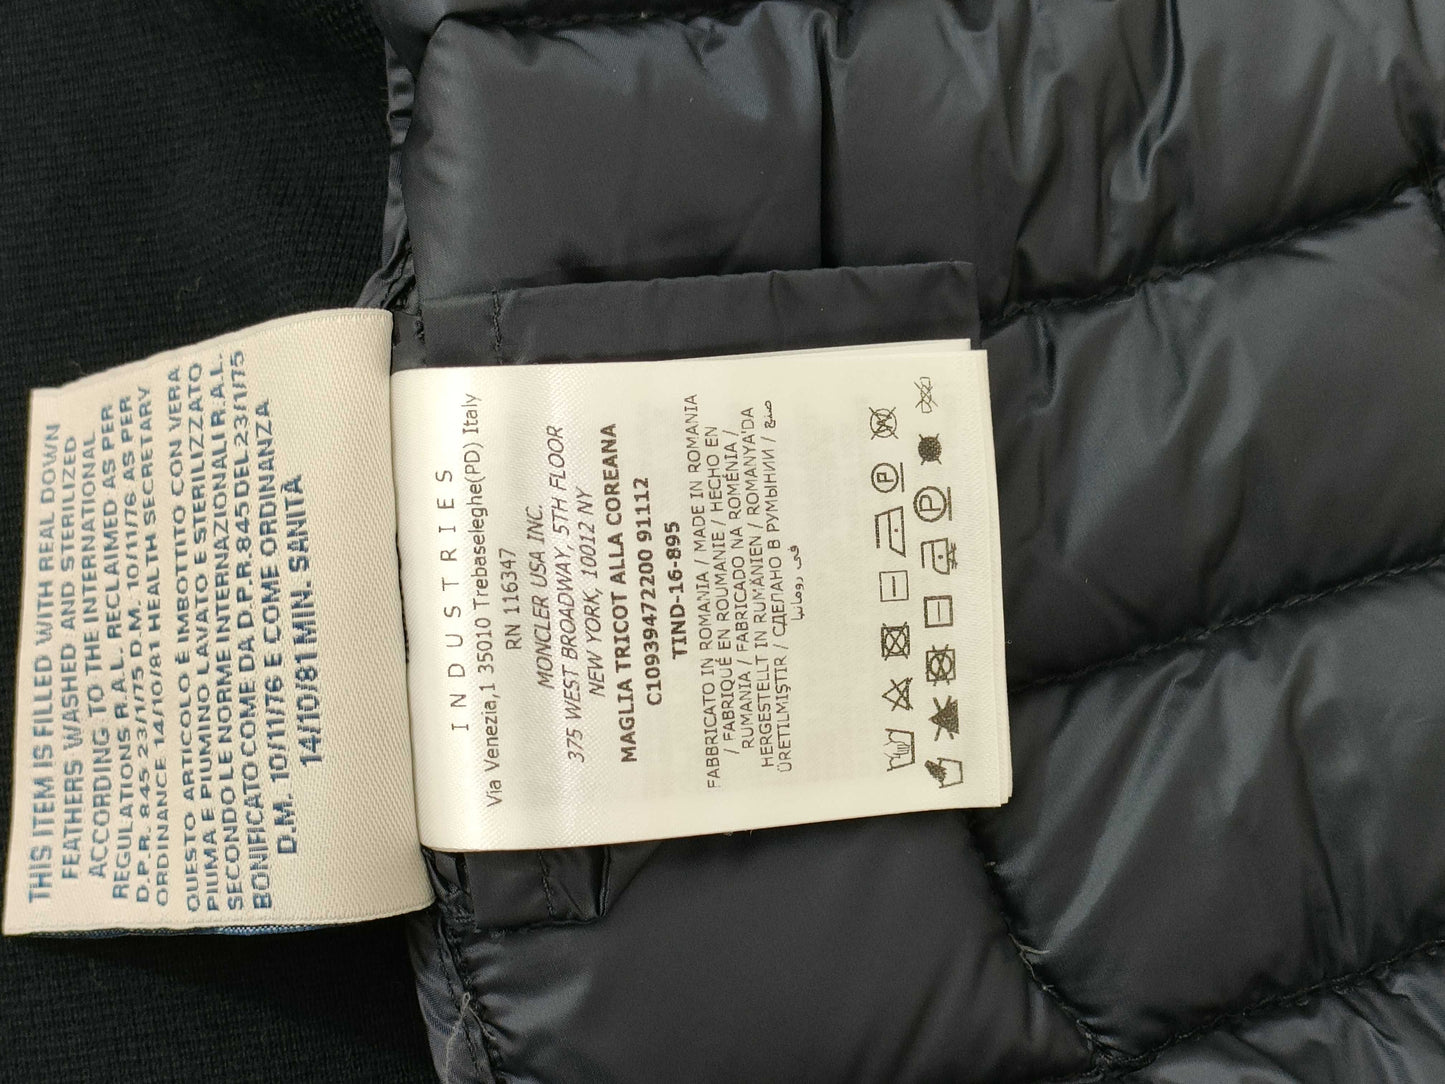 THIS ITEM IS FILLED WITH REAL DOWN
FEATHERS WASHED AND STERILIZED
ACCORDING TO THE INTERNATIONAL
REGULATIONS R.A.L. RECLAIMED AS PER
D.P.R. 845 23/1/75 D.M. 10/11/76 AS PER
ORDINANCE 14/10/81 HEALTH SECRETARY
QUESTO ARTICOLO È IMBOTTITO CON VERA
PIUMA E PIUMINO LAVATO E STERILIZZATO
SECONDO LE NORME INTERNAZIONALI R.A.L.
BONIFICATO COME DA D.P.R. 845 DEL 23/1/75
D.M. 10/11/76 E COME ORDINANZA
14/10/81 MIN. SANITÀ
INDUSTRIES
Via Venezia,1 35010 Trebaseleghe(PD) Italy
RN 116347
MONCLER USA INC.
375 WEST BROADWAY, 5TH FLOOR
NEW YORK, 10012 NY
MAGLIA TRICOT ALLA COREANA
C10939472200 91112
TIND-16-895
FABBRICATO IN ROMANIA / MADE IN ROMANIA
/ FABRIQUÉ EN ROUMANIE / HECHO EN
RUMANIA / FABRICADO NA ROMÉNIA /
HERGESTELLT IN RUMÄNIEN / ROMANYA'DA
ÜRETILMIŞTIR / СДЕЛАНО В РУМЫНИИ / صنع
في رومانيا
P
W
P